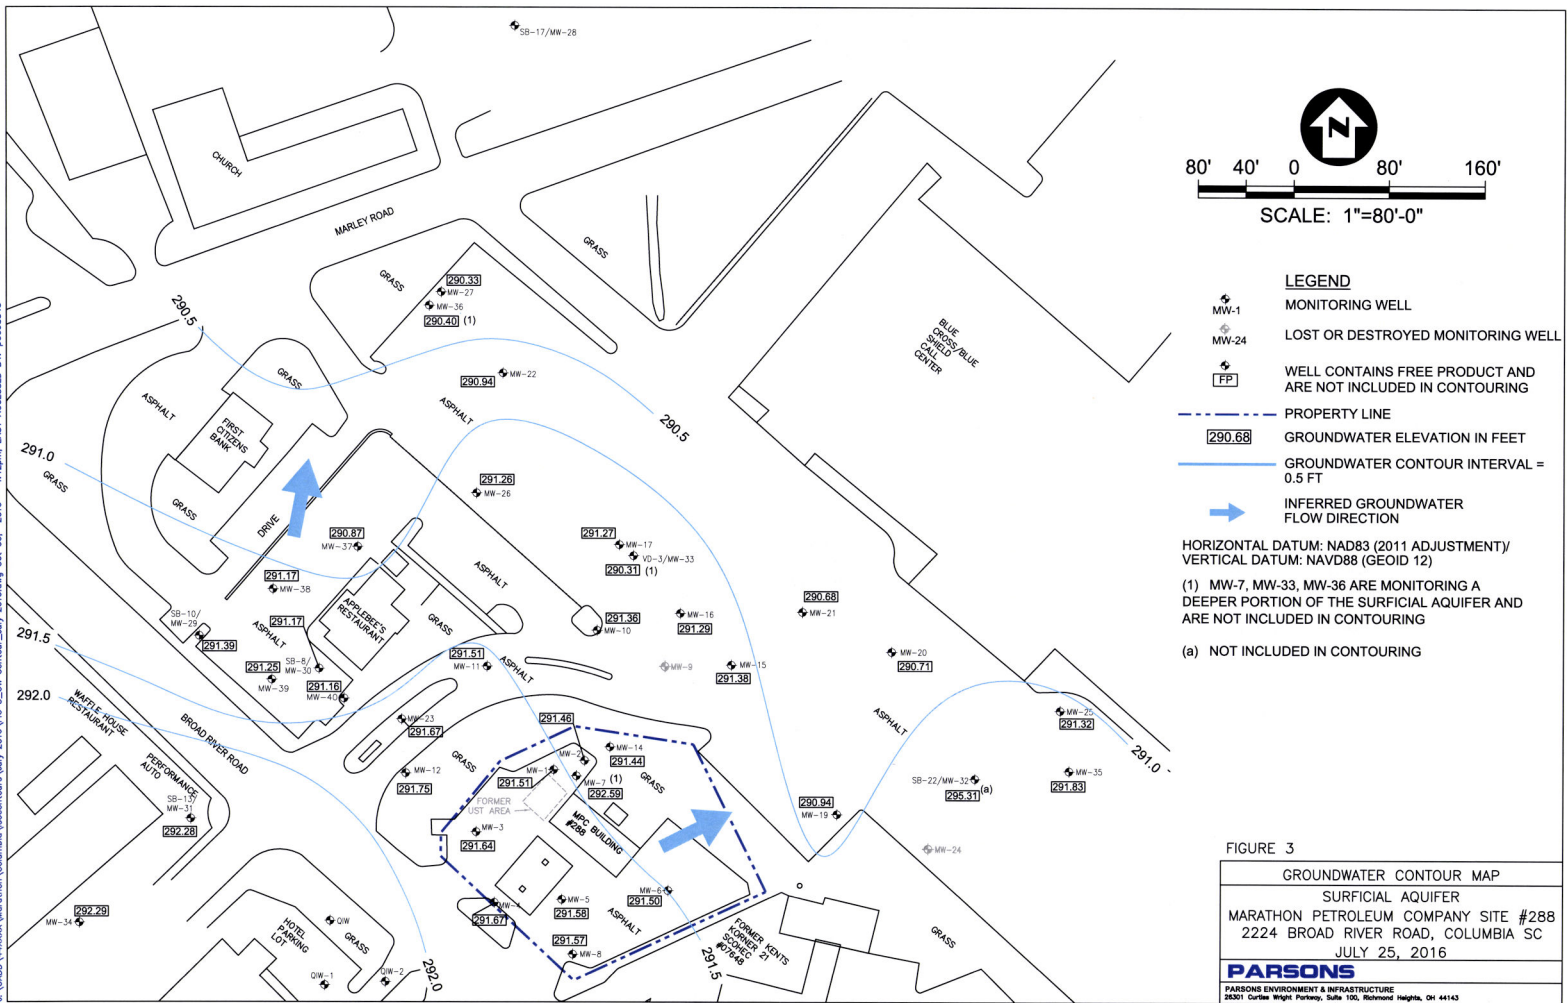 SB-17/MW-28
CHURCH
MARLEY ROAD
GRASS
GRASS
290.33
MW-27
MW-36
290.40 (1)
290.5
BLUE
CROSS/BLUE
SHIELD
CALL
CENTER
GRASS
290.94
MW-22
ASPHALT
ASPHALT
FIRST
CITIZENS
BANK
290.5
291.0
GRASS
GRASS
DRIVE
291.26
MW-26
290.87
MW-37
291.27
MW-17
VD-3/MW-33
290.31 (1)
ASPHALT
291.17
MW-38
APPLEBEE'S
RESTAURANT
GRASS
290.68
MW-21
SB-10/
MW-29
291.39
ASPHALT
291.17
291.36
MW-10
MW-16
291.29
291.5
291.25
MW-39
SB-8/
MW-30
291.16
MW-40
291.51
MW-11
ASPHALT
MW-9
MW-15
291.38
MW-20
290.71
292.0
WAFFLE HOUSE
RESTAURANT
BROAD RIVER ROAD
MW-23
291.67
291.46
MW-14
291.44
ASPHALT
MW-25
291.32
291.0
PERFORMANCE
AUTO
GRASS
MW-12
291.75
MW-2
MW-1
291.51
MW-7 (1)
292.59
GRASS
SB-22/MW-32
295.31 (a)
MW-35
291.83
SB-13/
MW-31
292.28
FORMER
UST AREA
MPC BUILDING
#288
290.94
MW-19
MW-3
291.64
MW-24
MW-6
291.50
MW-5
291.58
MW-4
291.67
ASPHALT
292.29
MW-34
HOTEL
PARKING
LOT
QIW
GRASS
291.57
MW-8
FORMER KENTS
KORNER 21
SCDHEC
#07648
GRASS
QIW-1
QIW-2
292.0
291.5
N
80' 40' 0 80' 160'
SCALE: 1"=80'-0"
LEGEND
MW-1 MONITORING WELL
MW-24 LOST OR DESTROYED MONITORING WELL
FP WELL CONTAINS FREE PRODUCT AND
ARE NOT INCLUDED IN CONTOURING
PROPERTY LINE
290.68 GROUNDWATER ELEVATION IN FEET
GROUNDWATER CONTOUR INTERVAL =
0.5 FT
INFERRED GROUNDWATER
FLOW DIRECTION
HORIZONTAL DATUM: NAD83 (2011 ADJUSTMENT)/
VERTICAL DATUM: NAVD88 (GEOID 12)
(1) MW-7, MW-33, MW-36 ARE MONITORING A
DEEPER PORTION OF THE SURFICIAL AQUIFER AND
ARE NOT INCLUDED IN CONTOURING
(a) NOT INCLUDED IN CONTOURING
FIGURE 3
GROUNDWATER CONTOUR MAP
SURFICIAL AQUIFER
MARATHON PETROLEUM COMPANY SITE #288
2224 BROAD RIVER ROAD, COLUMBIA SC
JULY 25, 2016
PARSONS
PARSONS ENVIRONMENT & INFRASTRUCTURE
26301 Curtiss Wright Parkway, Suite 100, Richmond Heights, OH 44143